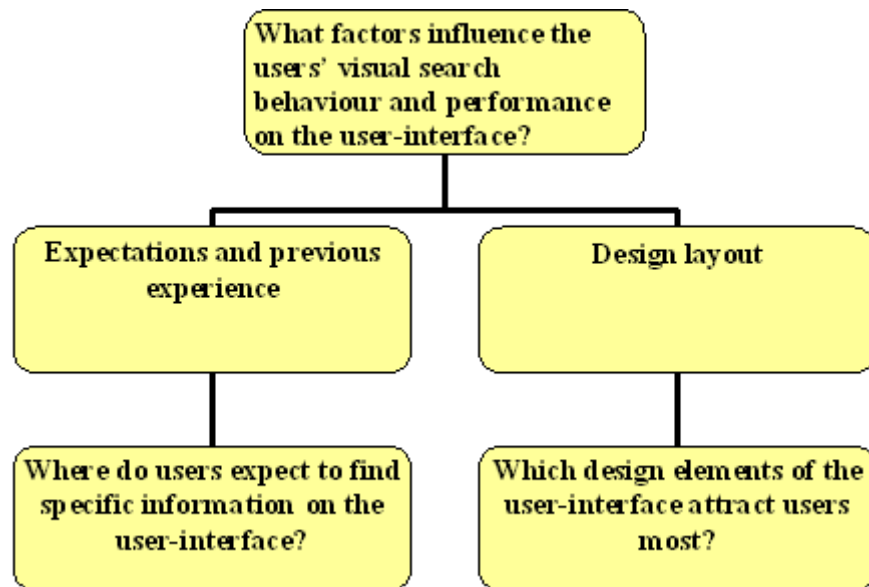 What factors influence the
users’ visual search
behaviour and performance
on the user-interface?
Expectations and previous
experience
Design layout
Where do users expect to find
specific information on the
user-interface?
Which design elements of the
user-interface attract users
most?